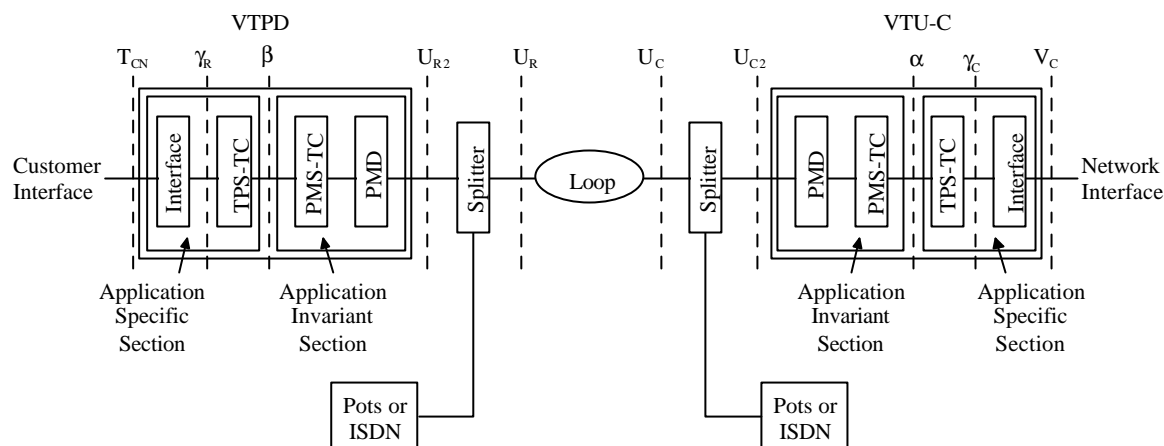 VTPD
VTU-C
T_CN γ_R β U_R2 U_R U_C U_C2 α γ_C V_C
Customer
Interface
Interface
TPS-TC
PMS-TC
PMD
Splitter
Loop
Splitter
PMD
PMS-TC
TPS-TC
Interface
Network
Interface
Application
Specific
Section
Application
Invariant
Section
Application
Invariant
Section
Application
Specific
Section
Pots or
ISDN
Pots or
ISDN